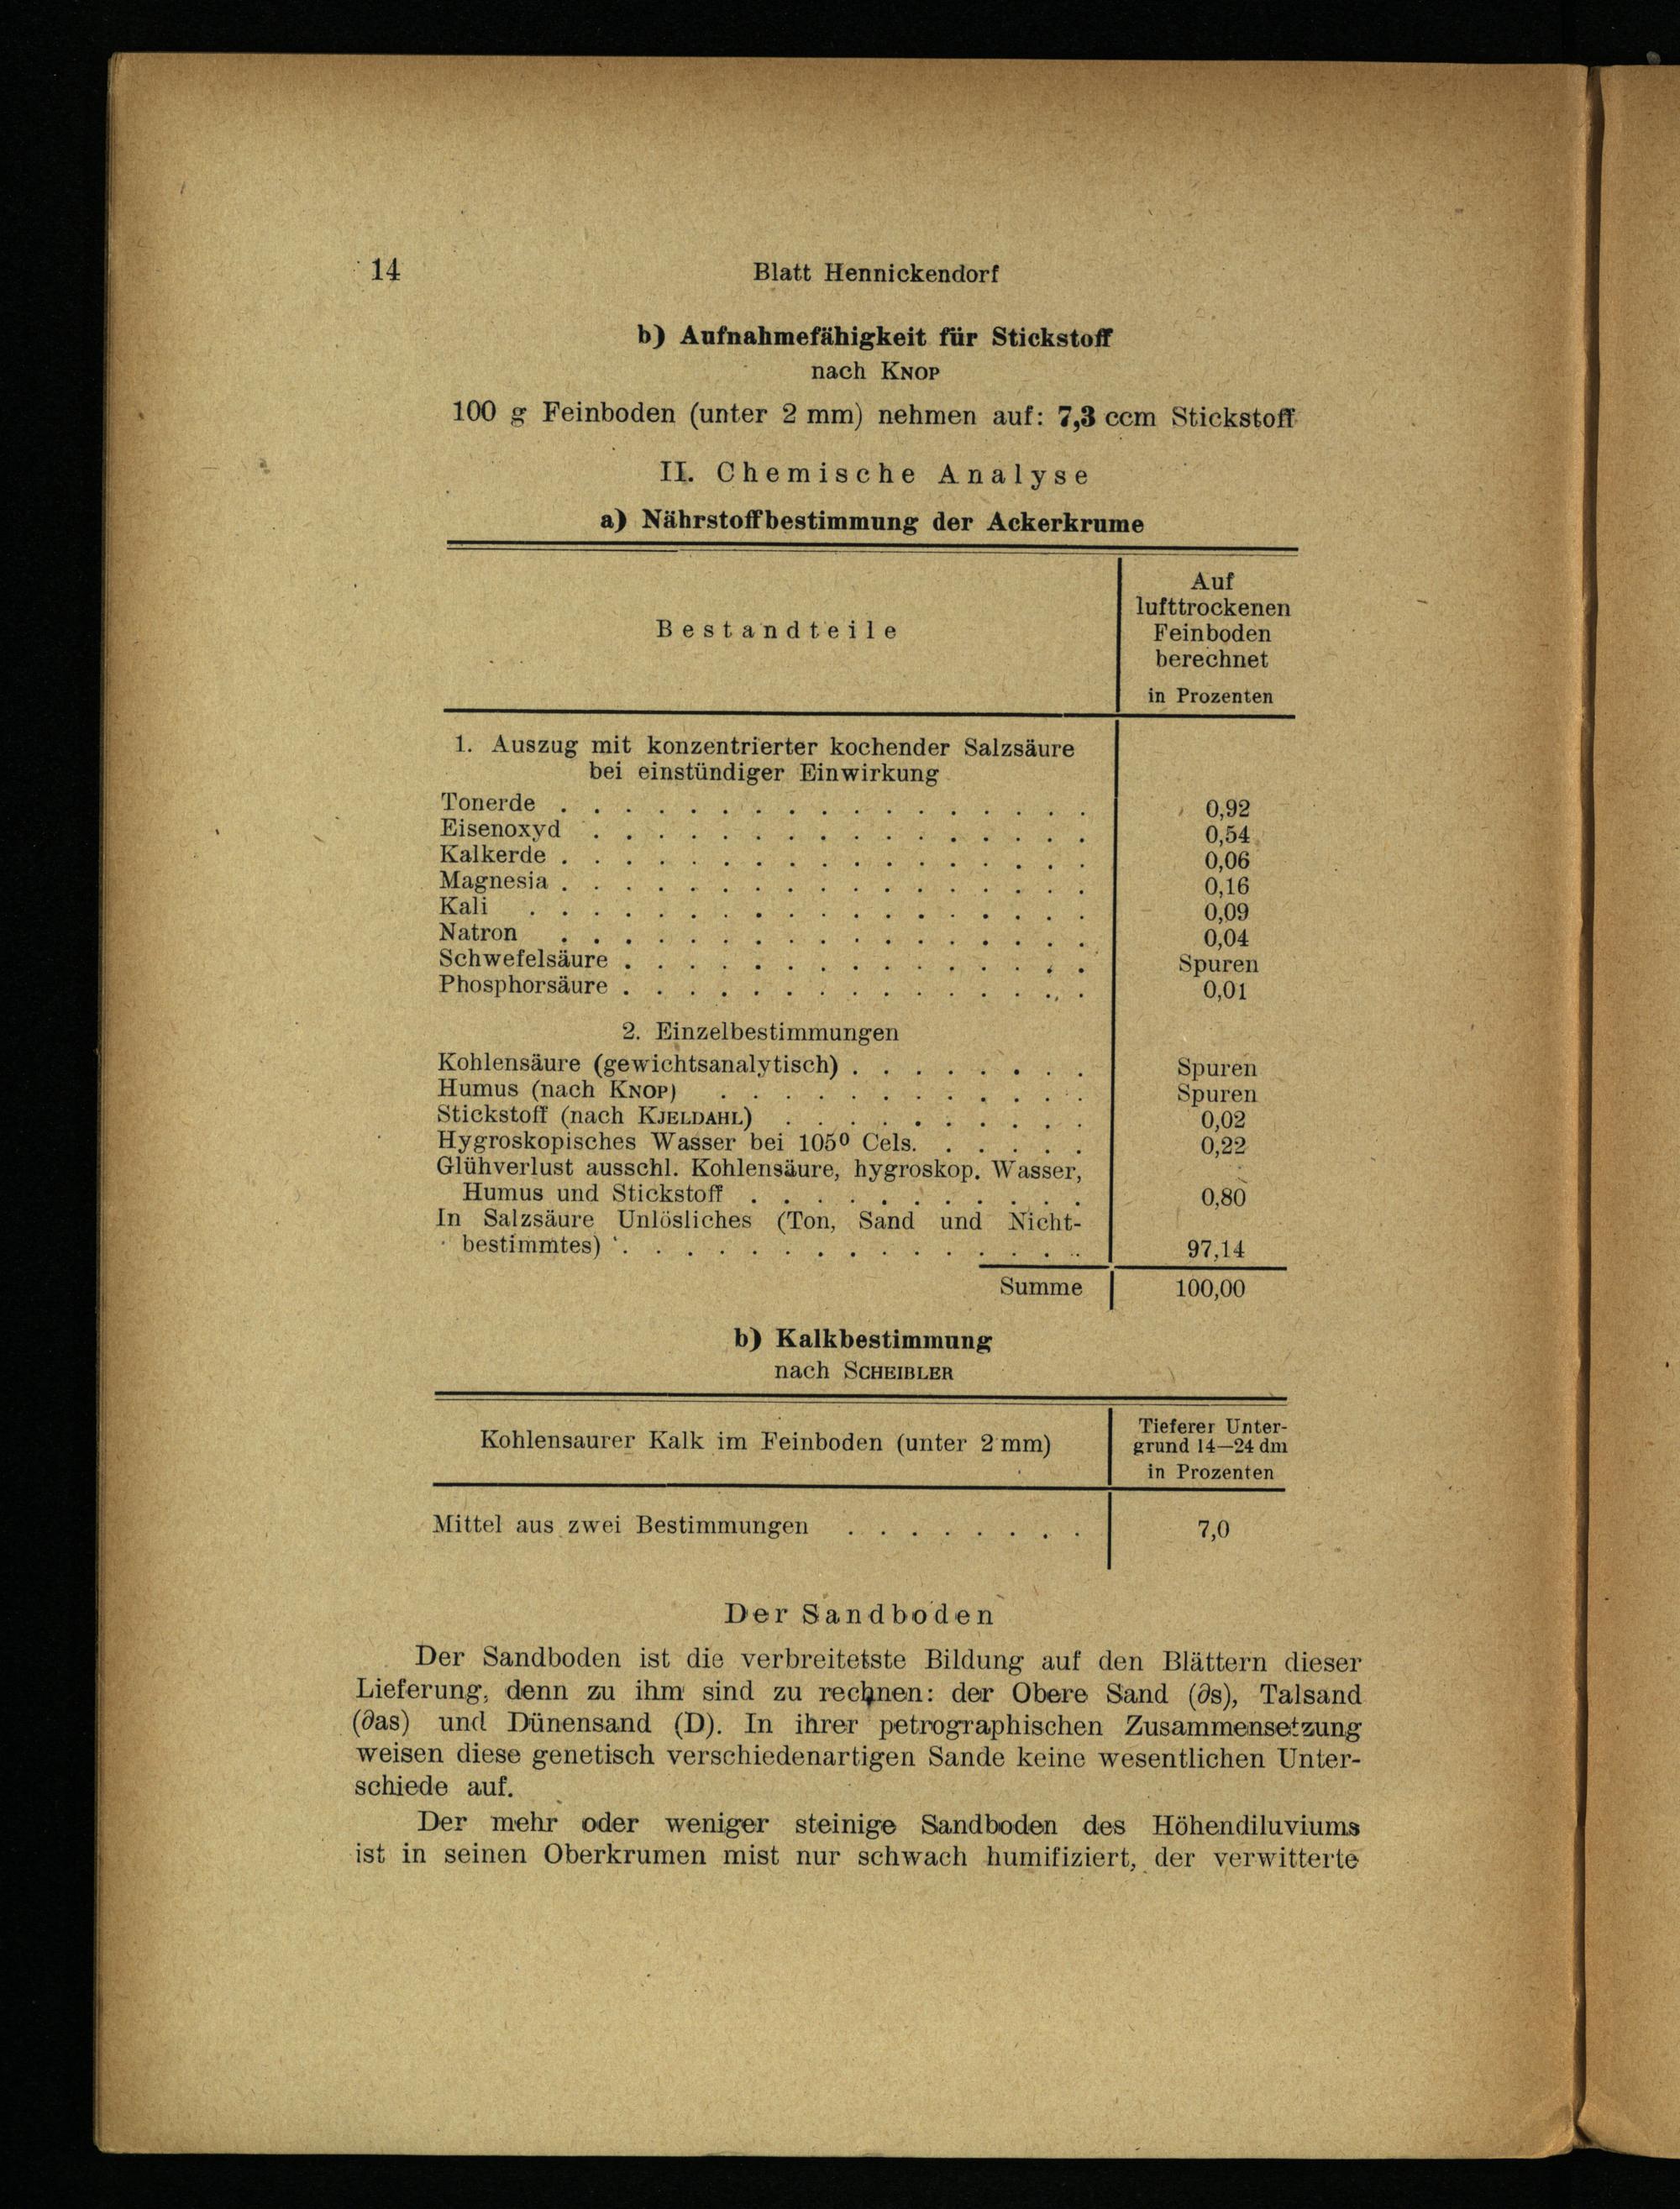 14
Blatt Hennickendorf
b) Aufnahmefähigkeit für Stickstoff
nach KNOP
100 g Feinboden (unter 2 mm) nehmen auf: 7,3 ccm Stickstoff
II. Chemische Analyse
a) Nährstoffbestimmung der Ackerkrume
Bestandteile
Auf
lufttrockenen
Feinboden
berechnet
in Prozenten
1. Auszug mit konzentrierter kochender Salzsäure
bei einstündiger Einwirkung
Tonerde . . . . . . . . . . . . . . . . . 0,92
Eisenoxyd . . . . . . . . . . . . . . . . 0,54
Kalkerde . . . . . . . . . . . . . . . . . 0,06
Magnesia . . . . . . . . . . . . . . . . . 0,16
Kali . . . . . . . . . . . . . . . . . . 0,09
Natron . . . . . . . . . . . . . . . . . 0,04
Schwefelsäure . . . . . . . . . . . . . . . Spuren
Phosphorsäure . . . . . . . . . . . . . . . 0,01
2. Einzelbestimmungen
Kohlensäure (gewichtsanalytisch) . . . . . . . . Spuren
Humus (nach KNOP) . . . . . . . . . . . . Spuren
Stickstoff (nach KJELDAHL) . . . . . . . . . . 0,02
Hygroskopisches Wasser bei 105⁰ Cels. . . . . . 0,22
Glühverlust ausschl. Kohlensäure, hygroskop. Wasser,
Humus und Stickstoff . . . . . . . . . . . 0,80
In Salzsäure Unlösliches (Ton, Sand und Nicht-
bestimmtes) . . . . . . . . . . . . . . . 97,14
Summe 100,00
b) Kalkbestimmung
nach SCHEIBLER
Kohlensaurer Kalk im Feinboden (unter 2 mm)
Tieferer Unter-
grund 14—24 dm
in Prozenten
Mittel aus zwei Bestimmungen . . . . . . . . 7,0
Der Sandboden
Der Sandboden ist die verbreitetste Bildung auf den Blättern dieser
Lieferung, denn zu ihm sind zu rechnen: der Obere Sand (∂s), Talsand
(∂as) und Dünensand (D). In ihrer petrographischen Zusammensetzung
weisen diese genetisch verschiedenartigen Sande keine wesentlichen Unter-
schiede auf.
Der mehr oder weniger steinige Sandboden des Höhendiluviums
ist in seinen Oberkrumen mist nur schwach humifiziert, der verwitterte